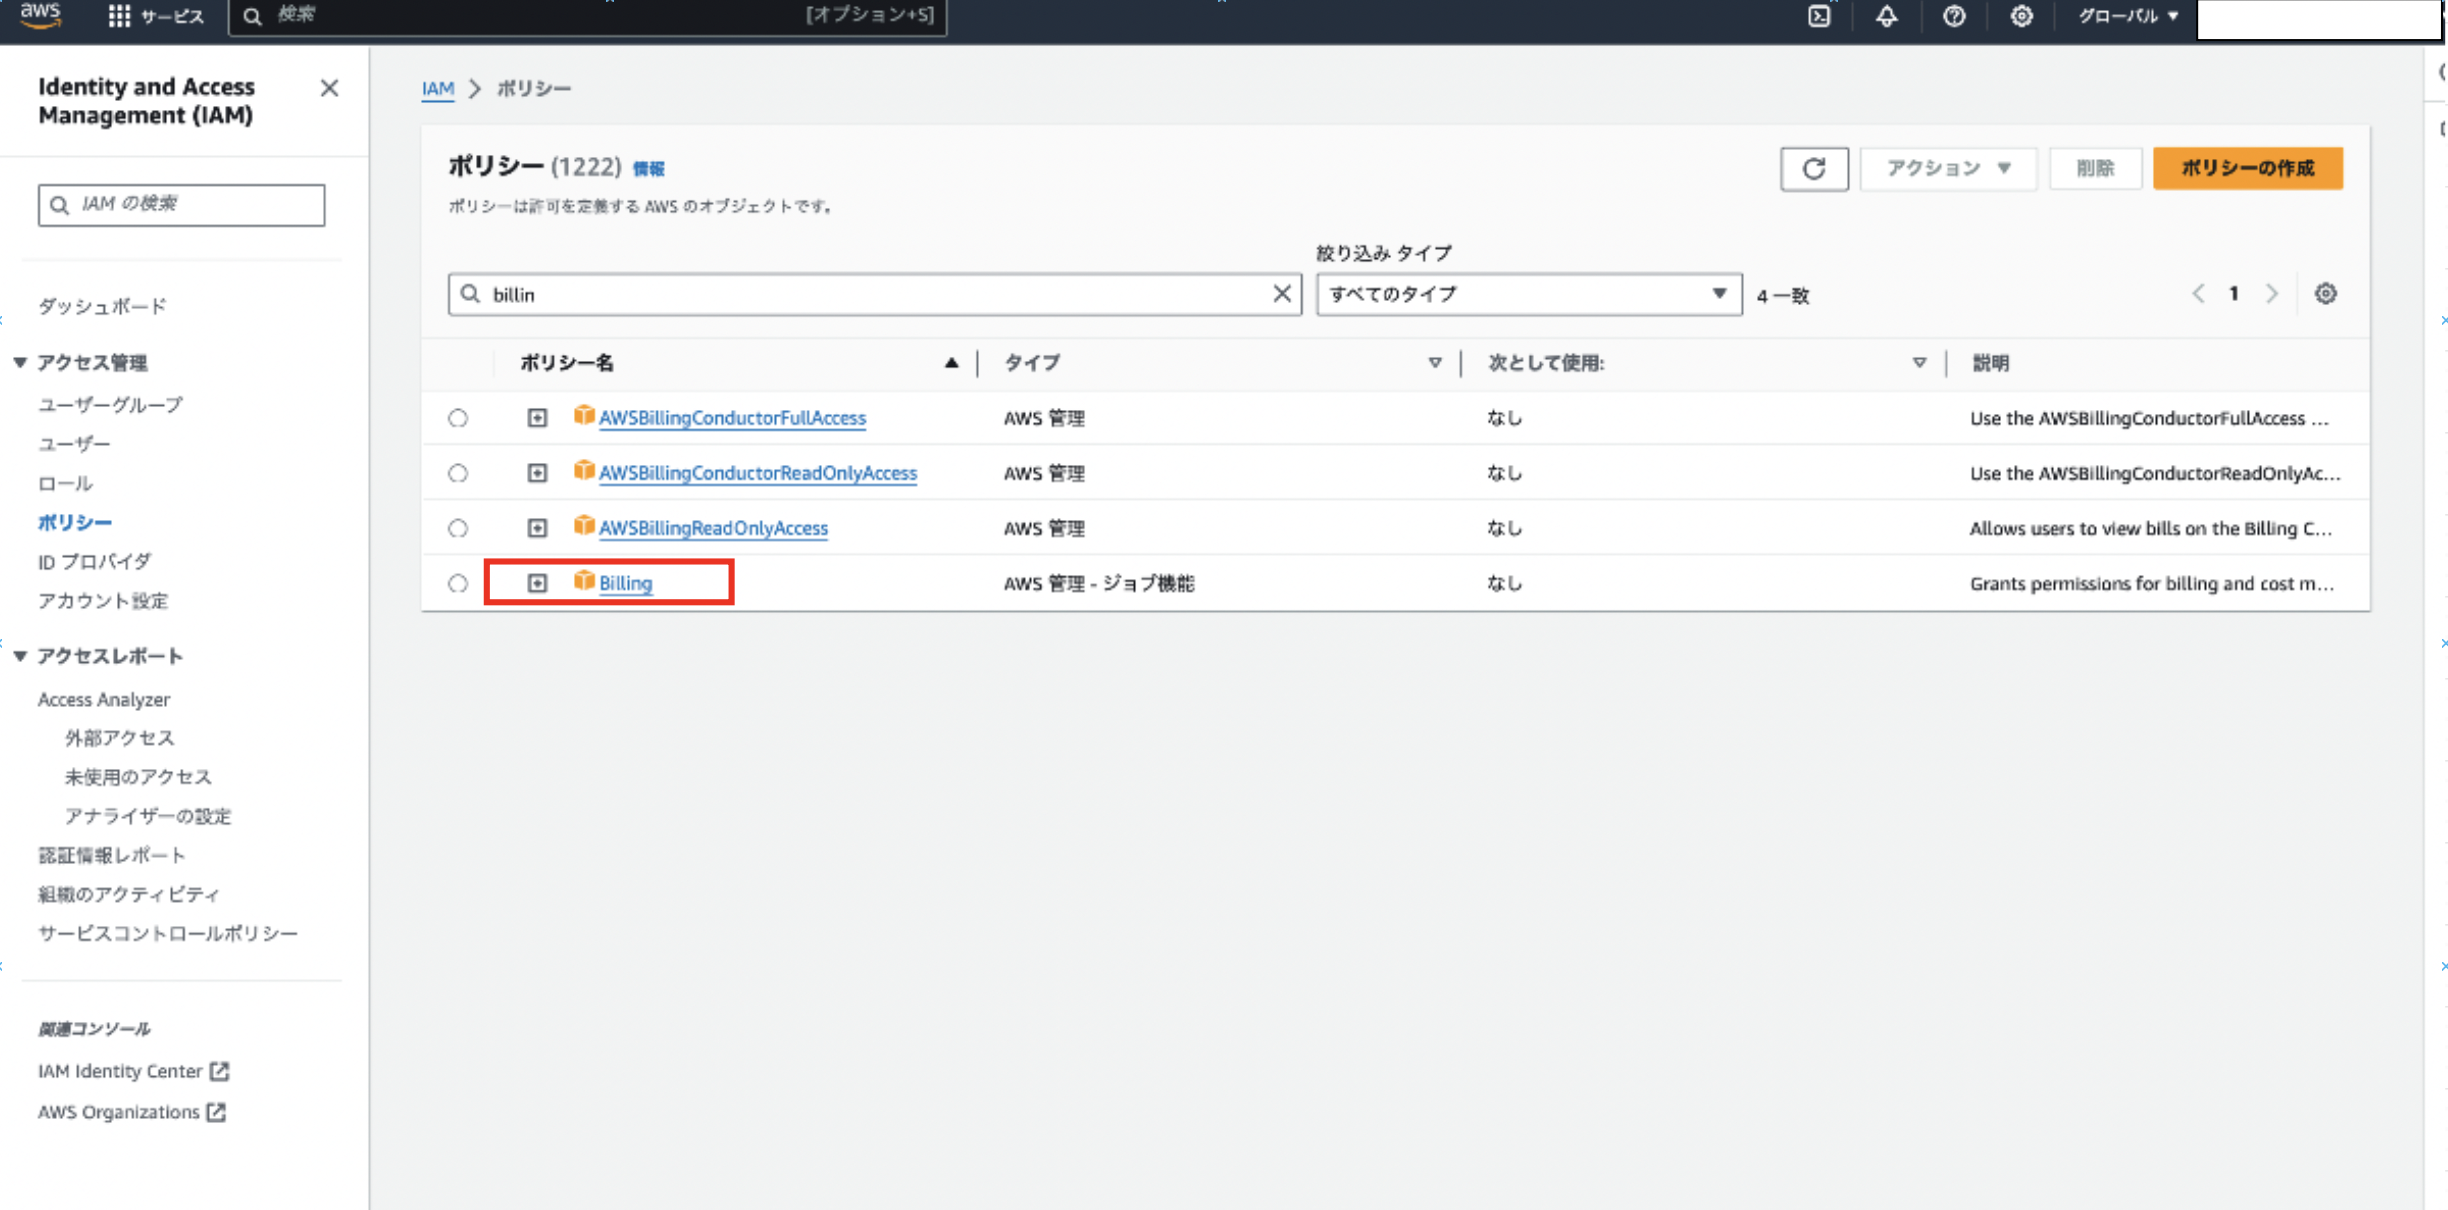 aws サービス 検索 [オプション+S] グローバル ▼
Identity and Access
Management (IAM)
IAM の検索
ダッシュボード
▼ アクセス管理
ユーザーグループ
ユーザー
ロール
ポリシー
ID プロバイダ
アカウント設定
▼ アクセスレポート
Access Analyzer
外部アクセス
未使用のアクセス
アナライザーの設定
認証情報レポート
組織のアクティビティ
サービスコントロールポリシー
関連コンソール
IAM Identity Center
AWS Organizations
IAM > ポリシー
ポリシー (1222) 情報
アクション ▼ 削除 ポリシーの作成
ポリシーは許可を定義する AWS のオブジェクトです。
絞り込み タイプ
billin すべてのタイプ 4 一致 1
ポリシー名 タイプ 次として使用: 説明
AWSBillingConductorFullAccess AWS 管理 なし Use the AWSBillingConductorFullAccess ...
AWSBillingConductorReadOnlyAccess AWS 管理 なし Use the AWSBillingConductorReadOnlyAc...
AWSBillingReadOnlyAccess AWS 管理 なし Allows users to view bills on the Billing C...
Billing AWS 管理 - ジョブ機能 なし Grants permissions for billing and cost m...